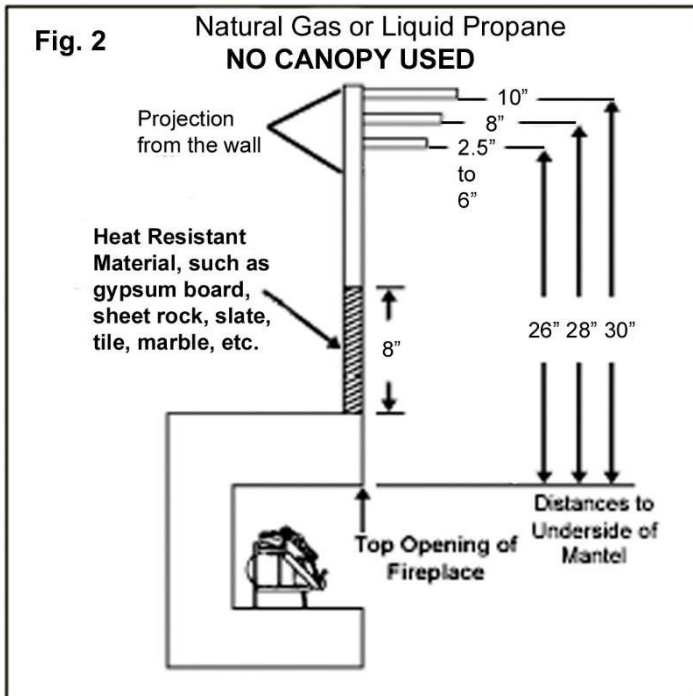 Fig. 2
Natural Gas or Liquid Propane
NO CANOPY USED
Projection
from the wall
10”
8”
2.5”
to
6”
Heat Resistant
Material, such as
gypsum board,
sheet rock, slate,
tile, marble, etc.
8”
26” 28” 30”
Top Opening of
Fireplace
Distances to
Underside of
Mantel